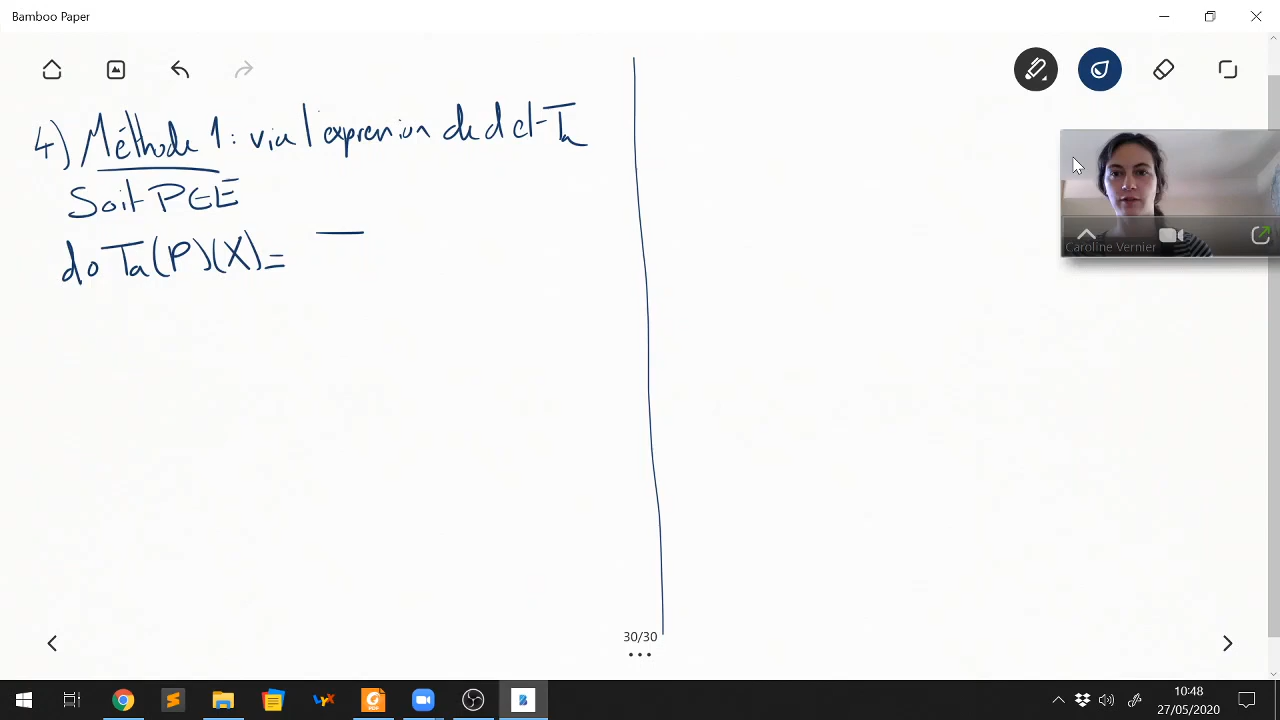 Bamboo Paper
4) Méthode 1 : via l'expression de d et Ta
Soit P∈E
d o Ta(P)(X)=
Caroline Vernier
30/30
10:48
27/05/2020